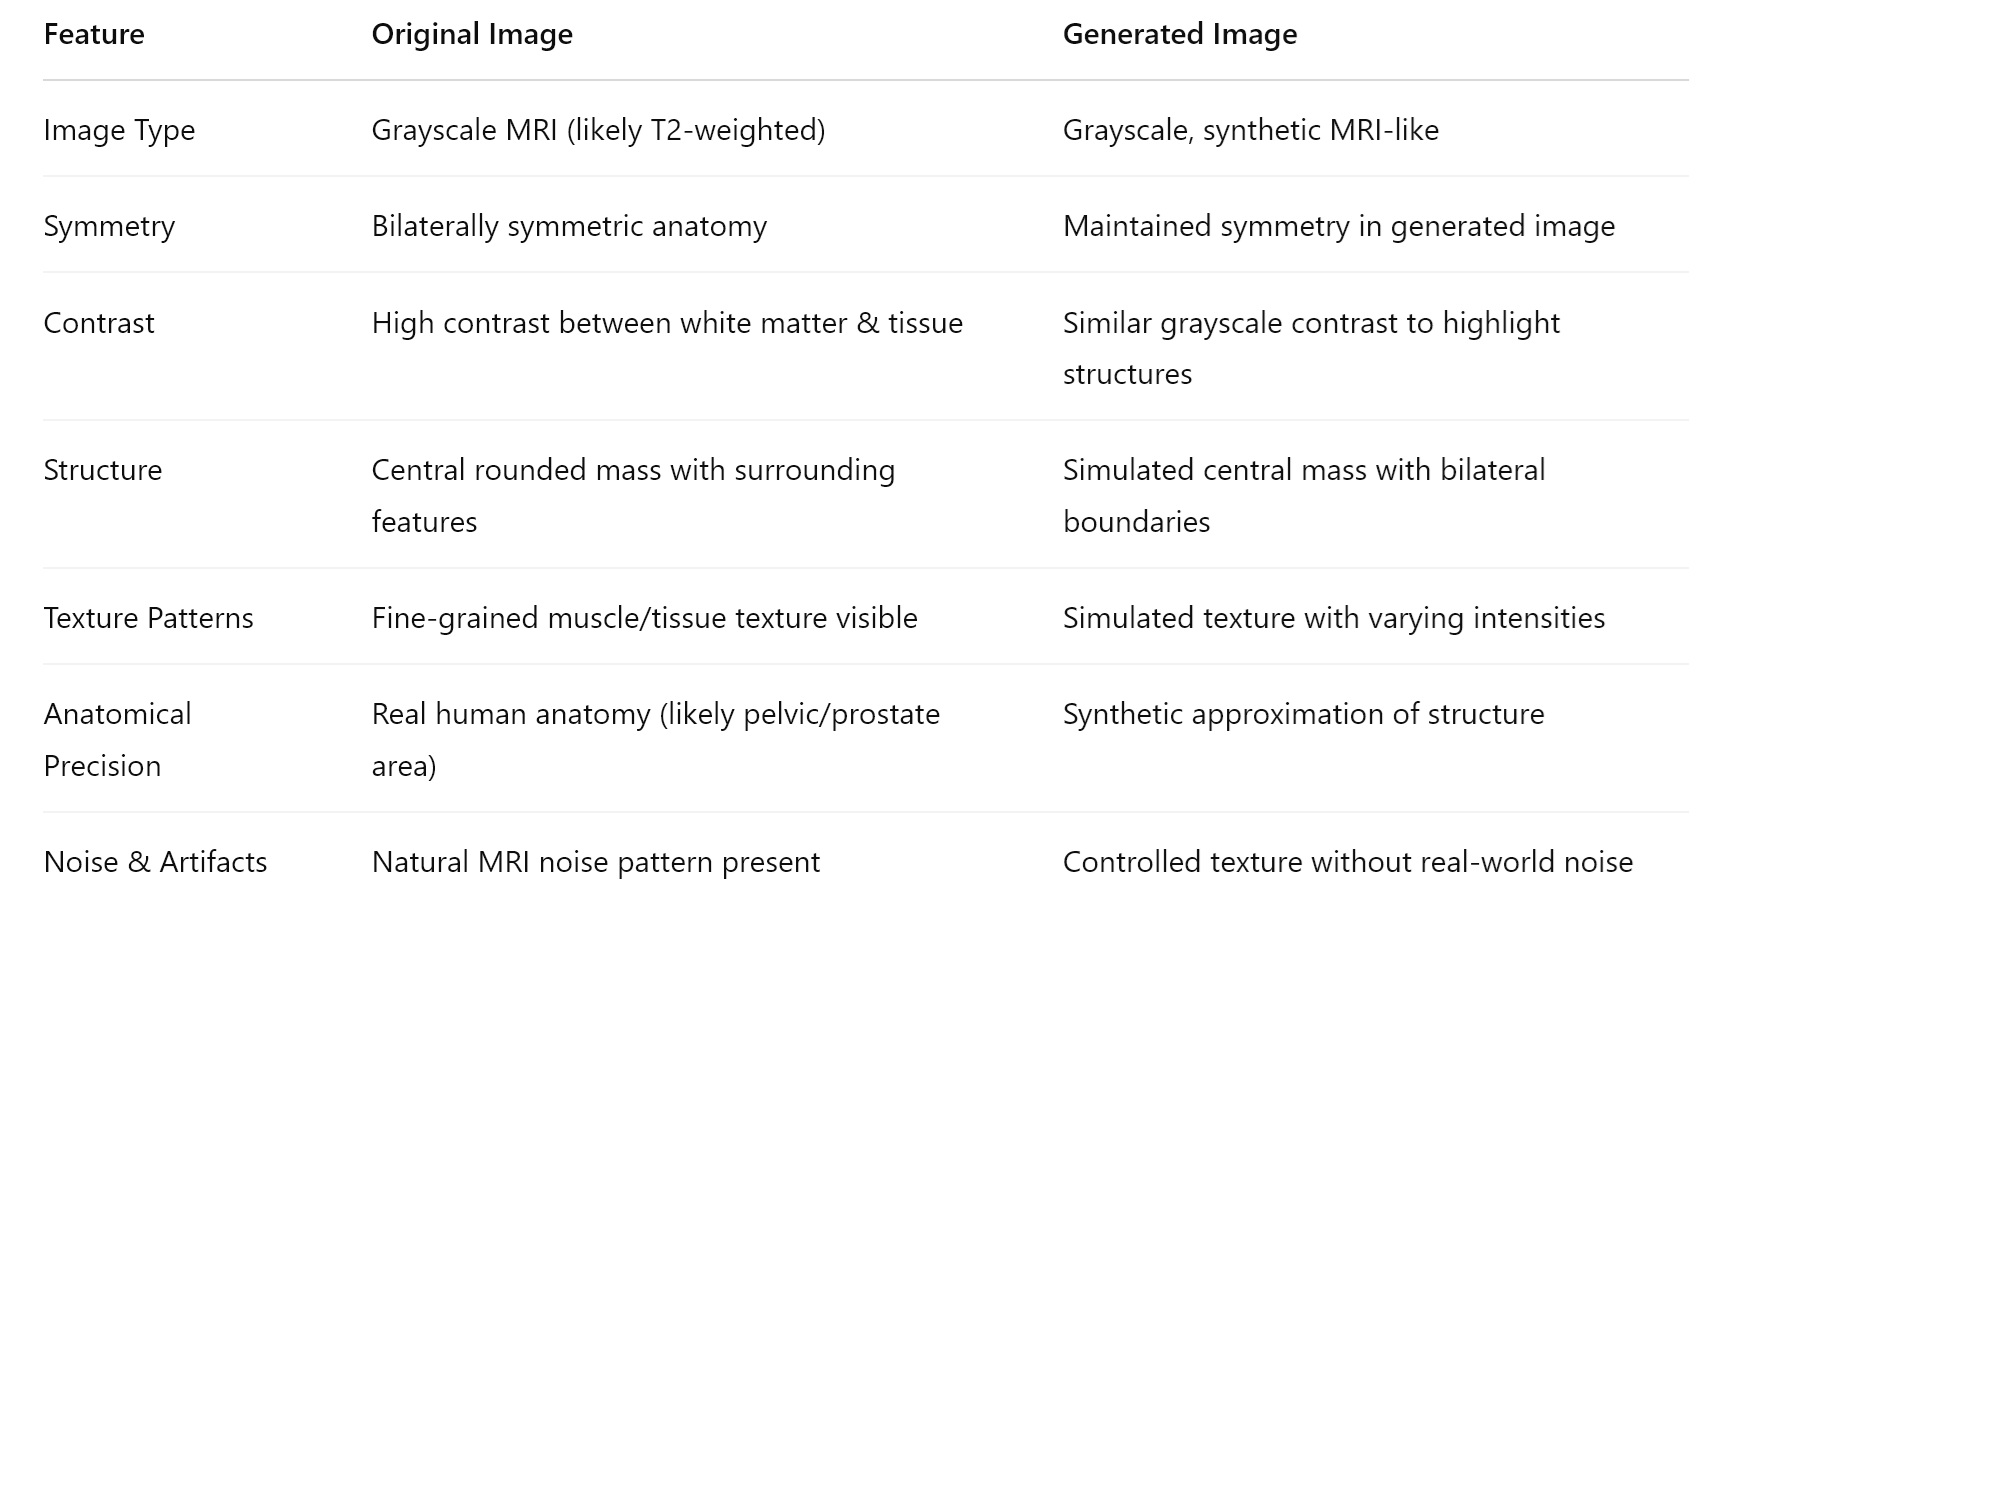 Feature Original Image Generated Image
Image Type Grayscale MRI (likely T2-weighted) Grayscale, synthetic MRI-like
Symmetry Bilaterally symmetric anatomy Maintained symmetry in generated image
Contrast High contrast between white matter & tissue Similar grayscale contrast to highlight
structures
Structure Central rounded mass with surrounding Simulated central mass with bilateral
features boundaries
Texture Patterns Fine-grained muscle/tissue texture visible Simulated texture with varying intensities
Anatomical Real human anatomy (likely pelvic/prostate Synthetic approximation of structure
Precision area)
Noise & Artifacts Natural MRI noise pattern present Controlled texture without real-world noise